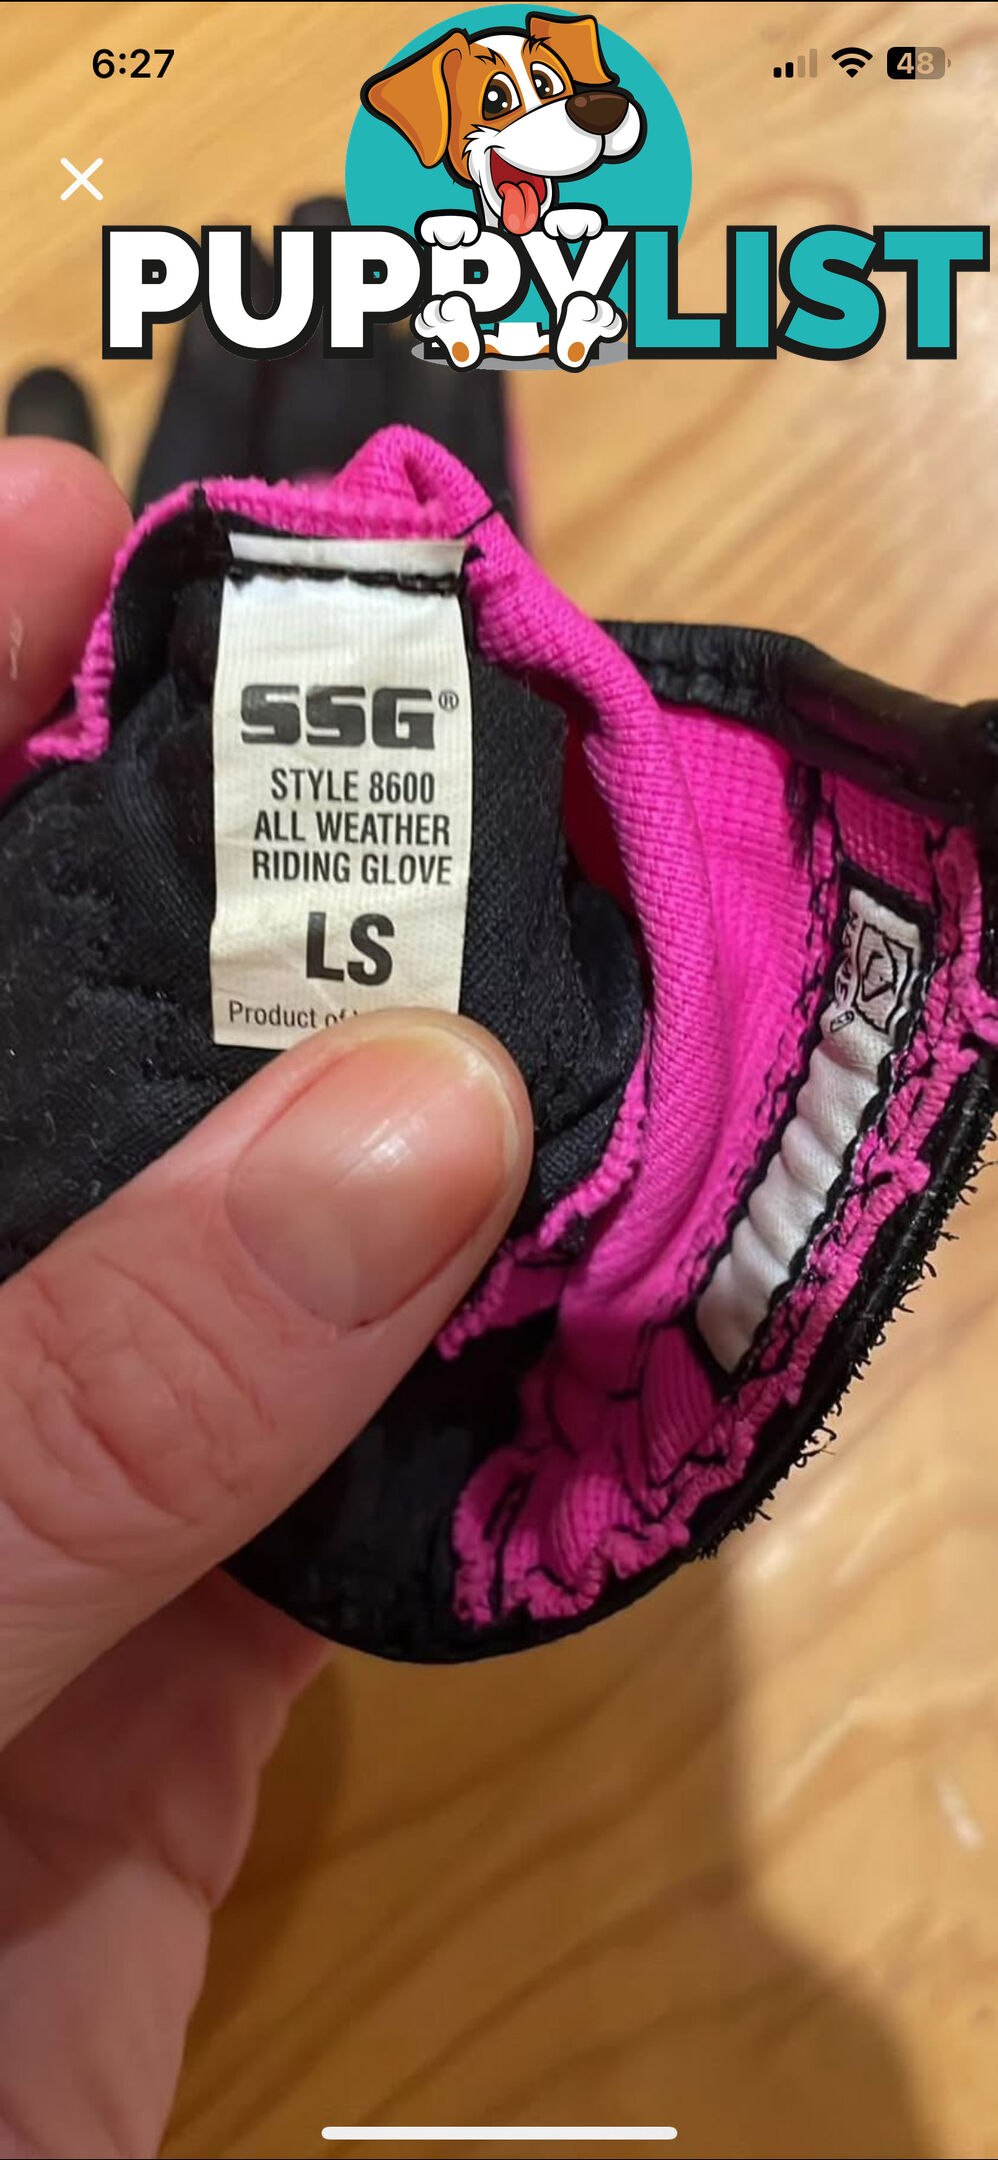 6:27
48
PUPPYLIST
SSG®
STYLE 8600
ALL WEATHER
RIDING GLOVE
LS
Product of